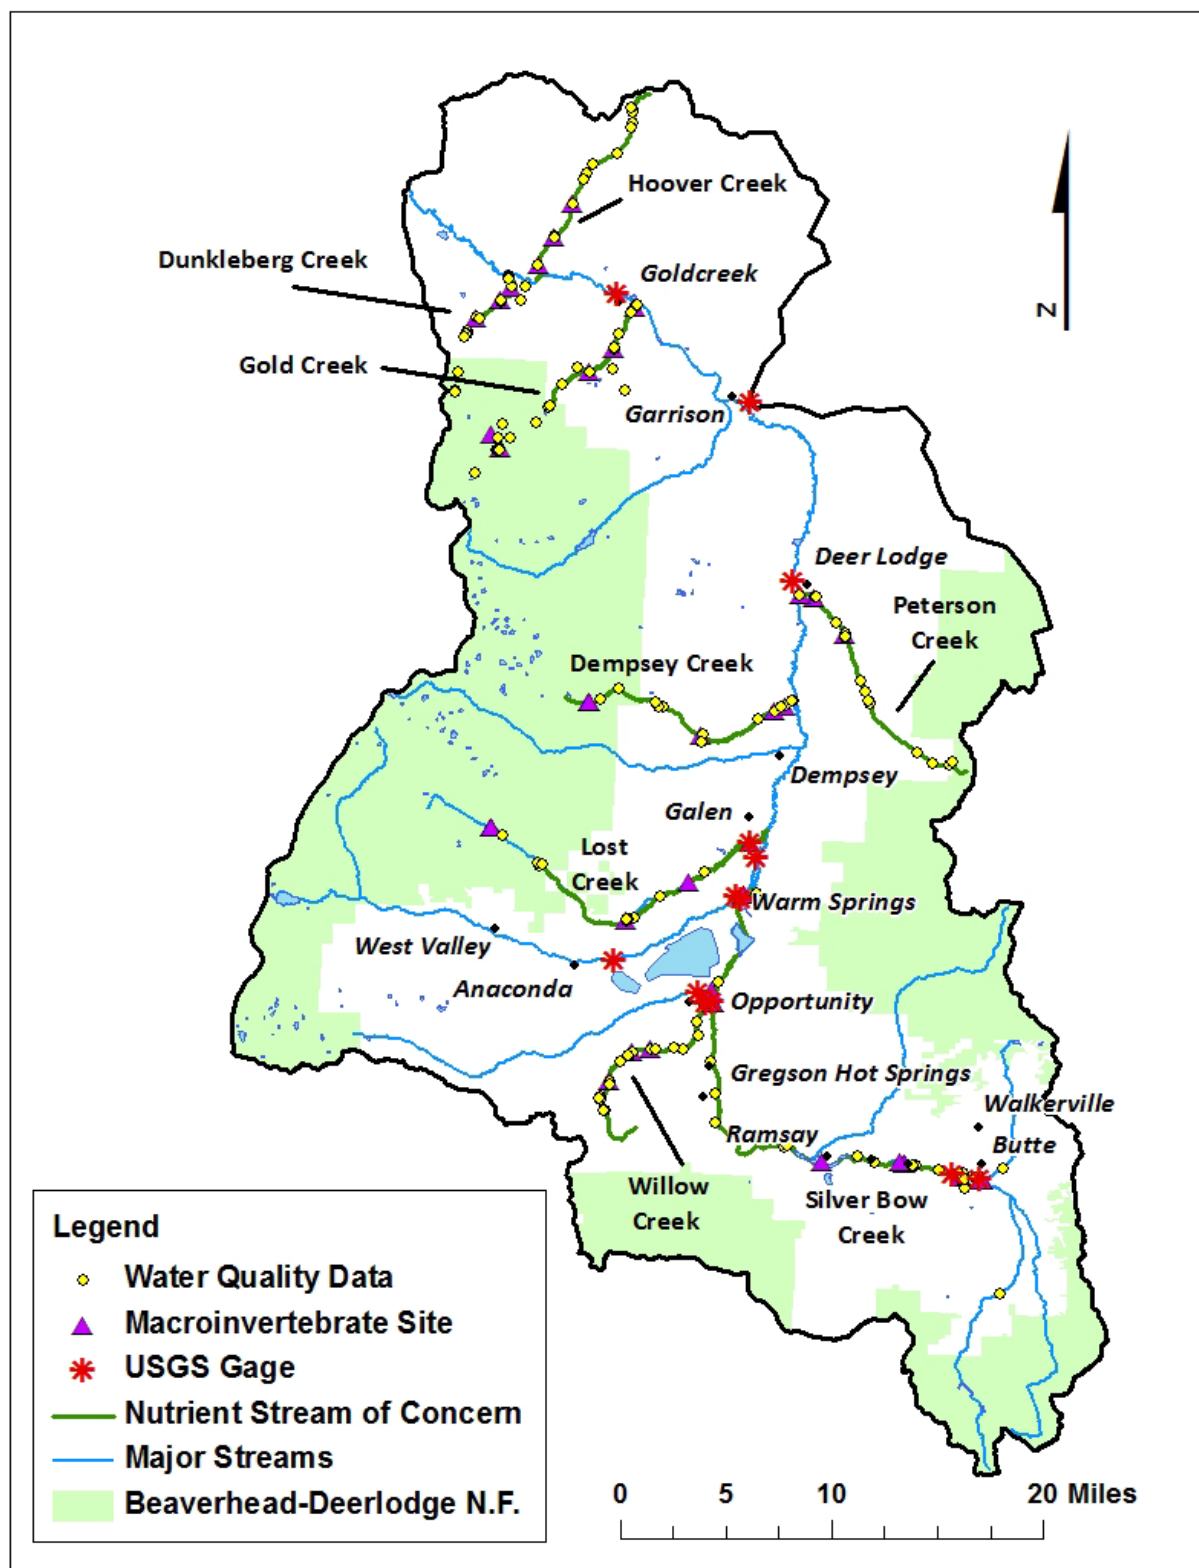 Hoover Creek
Dunkleberg Creek
Goldcreek
Gold Creek
Garrison
N
Deer Lodge
Peterson
Creek
Dempsey Creek
Dempsey
Galen
Lost
Creek
Warm Springs
West Valley
Anaconda
Opportunity
Gregson Hot Springs
Walkerville
Ramsay
Butte
Willow
Creek
Silver Bow
Creek
Legend
Water Quality Data
Macroinvertebrate Site
USGS Gage
Nutrient Stream of Concern
Major Streams
Beaverhead-Deerlodge N.F.
0 5 10 20 Miles